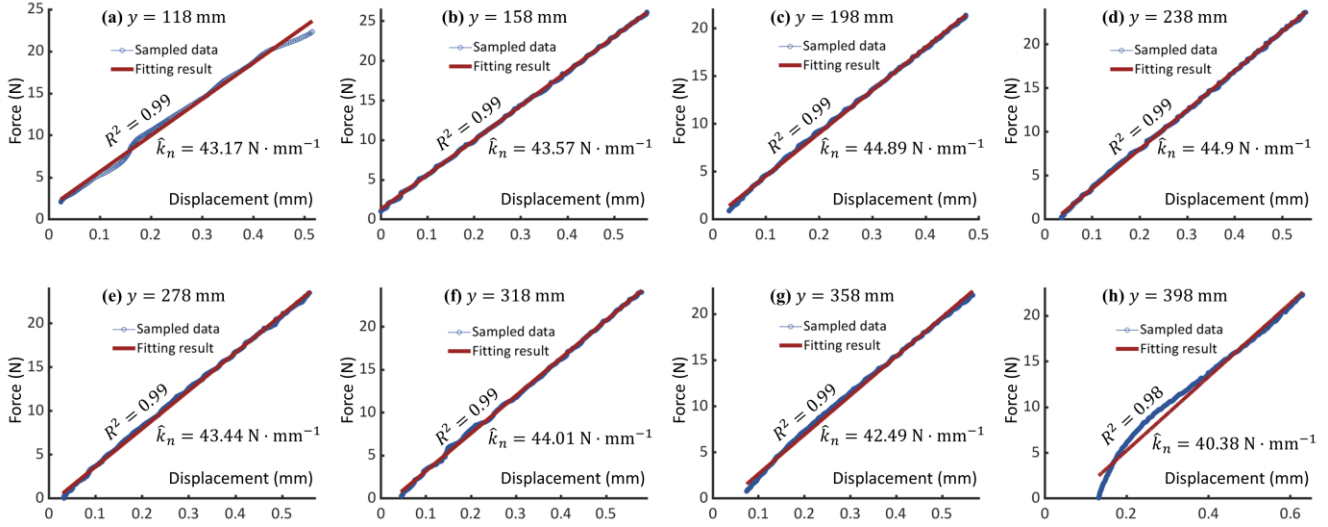 (a) y = 118 mm
Sampled data
Fitting result
R² = 0.99
k̂ₙ = 43.17 N · mm⁻¹
Displacement (mm)
Force (N)
0 5 10 15 20 25
0 0.1 0.2 0.3 0.4 0.5
(b) y = 158 mm
Sampled data
Fitting result
R² = 0.99
k̂ₙ = 43.57 N · mm⁻¹
Displacement (mm)
Force (N)
0 5 10 15 20 25
0 0.1 0.2 0.3 0.4 0.5
(c) y = 198 mm
Sampled data
Fitting result
R² = 0.99
k̂ₙ = 44.89 N · mm⁻¹
Displacement (mm)
Force (N)
0 5 10 15 20
0 0.1 0.2 0.3 0.4 0.5
(d) y = 238 mm
Sampled data
Fitting result
R² = 0.99
k̂ₙ = 44.9 N · mm⁻¹
Displacement (mm)
Force (N)
0 5 10 15 20
0 0.1 0.2 0.3 0.4 0.5
(e) y = 278 mm
Sampled data
Fitting result
R² = 0.99
k̂ₙ = 43.44 N · mm⁻¹
Displacement (mm)
Force (N)
0 5 10 15 20
0 0.1 0.2 0.3 0.4 0.5
(f) y = 318 mm
Sampled data
Fitting result
R² = 0.99
k̂ₙ = 44.01 N · mm⁻¹
Displacement (mm)
Force (N)
0 5 10 15 20
0 0.1 0.2 0.3 0.4 0.5
(g) y = 358 mm
Sampled data
Fitting result
R² = 0.99
k̂ₙ = 42.49 N · mm⁻¹
Displacement (mm)
Force (N)
0 5 10 15 20
0 0.1 0.2 0.3 0.4 0.5
(h) y = 398 mm
Sampled data
Fitting result
R² = 0.98
k̂ₙ = 40.38 N · mm⁻¹
Displacement (mm)
Force (N)
0 5 10 15 20
0 0.1 0.2 0.3 0.4 0.5 0.6